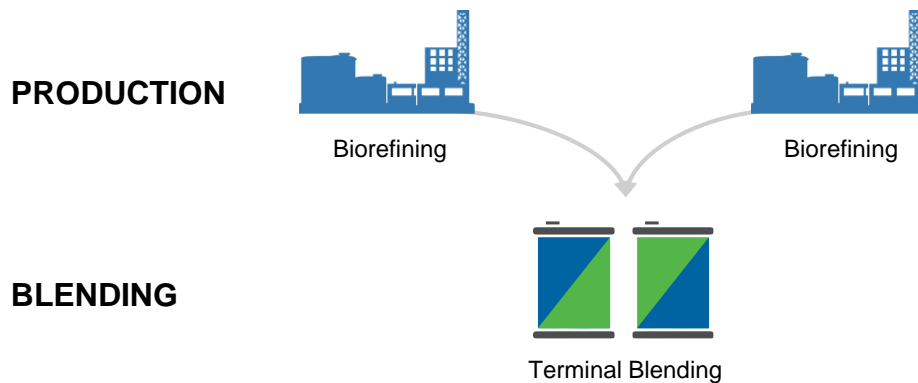 PRODUCTION
Biorefining
Biorefining
BLENDING
Terminal Blending